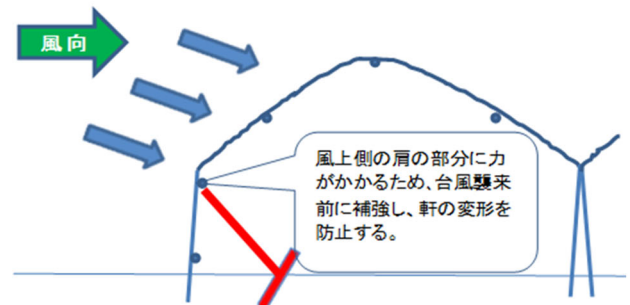 風向
風上側の肩の部分に力
がかかるため、台風襲来
前に補強し、軒の変形を
防止する。